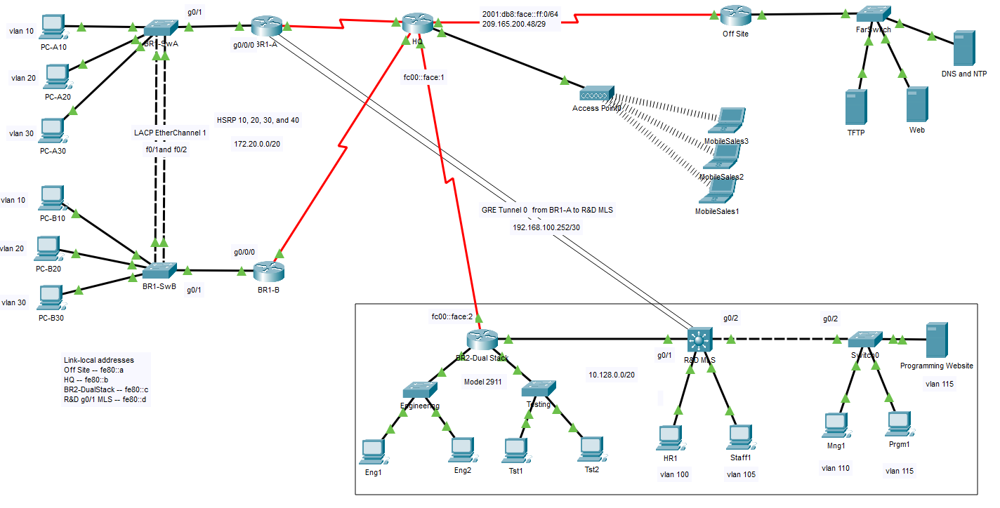 g0/1
vlan 10
PC-A10
BR1-SwA
g0/0/0
BR1-A
HQ
2001:db8:face::ff:0/64
209.165.200.48/29
Off Site
FarSwitch
DNS and NTP
TFTP
Web
vlan 20
PC-A20
fc00::face:1
Access Point0
MobileSales3
MobileSales2
MobileSales1
vlan 30
PC-A30
LACP EtherChannel 1
f0/1and f0/2
HSRP 10, 20, 30, and 40
172.20.0.0/20
vlan 10
PC-B10
GRE Tunnel 0 from BR1-A to R&D MLS
192.168.100.252/30
vlan 20
PC-B20
g0/0/0
BR1-SwB
g0/1
BR1-B
vlan 30
PC-B30
fc00::face:2
BR2-Dual Stack
Model 2911
g0/1
R&D MLS
g0/2
g0/2
Switch0
Programming Website
vlan 115
10.128.0.0/20
Link-local addresses
Off Site -- fe80::a
HQ -- fe80::b
BR2-DualStack -- fe80::c
R&D g0/1 MLS -- fe80::d
Engineering
Testing
Eng1
Eng2
Tst1
Tst2
HR1
vlan 100
Staff1
vlan 105
Mng1
vlan 110
Prgm1
vlan 115